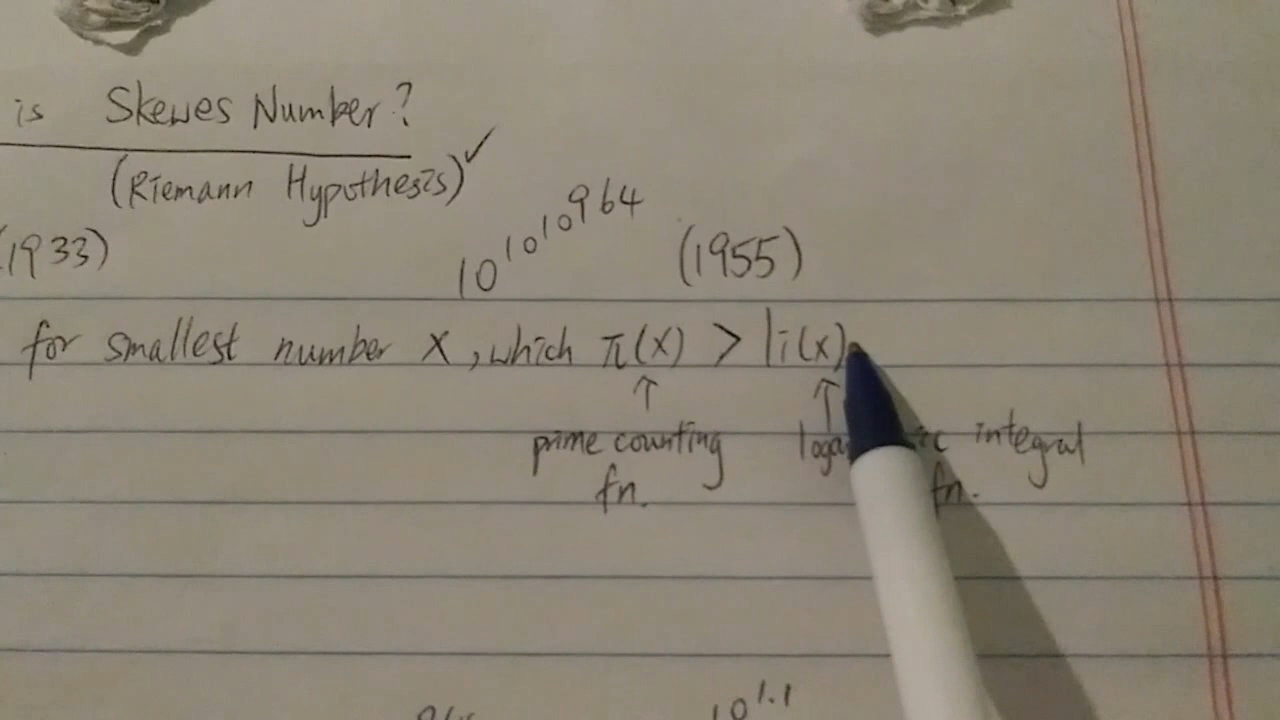 is Skewes Number?
(Riemann Hypothesis) ✓
(1933) 10^10^10^964 (1955)
for smallest number x, which π(x) > li(x)
↑ ↑
prime counting integral
fn. fn.
10^1.1